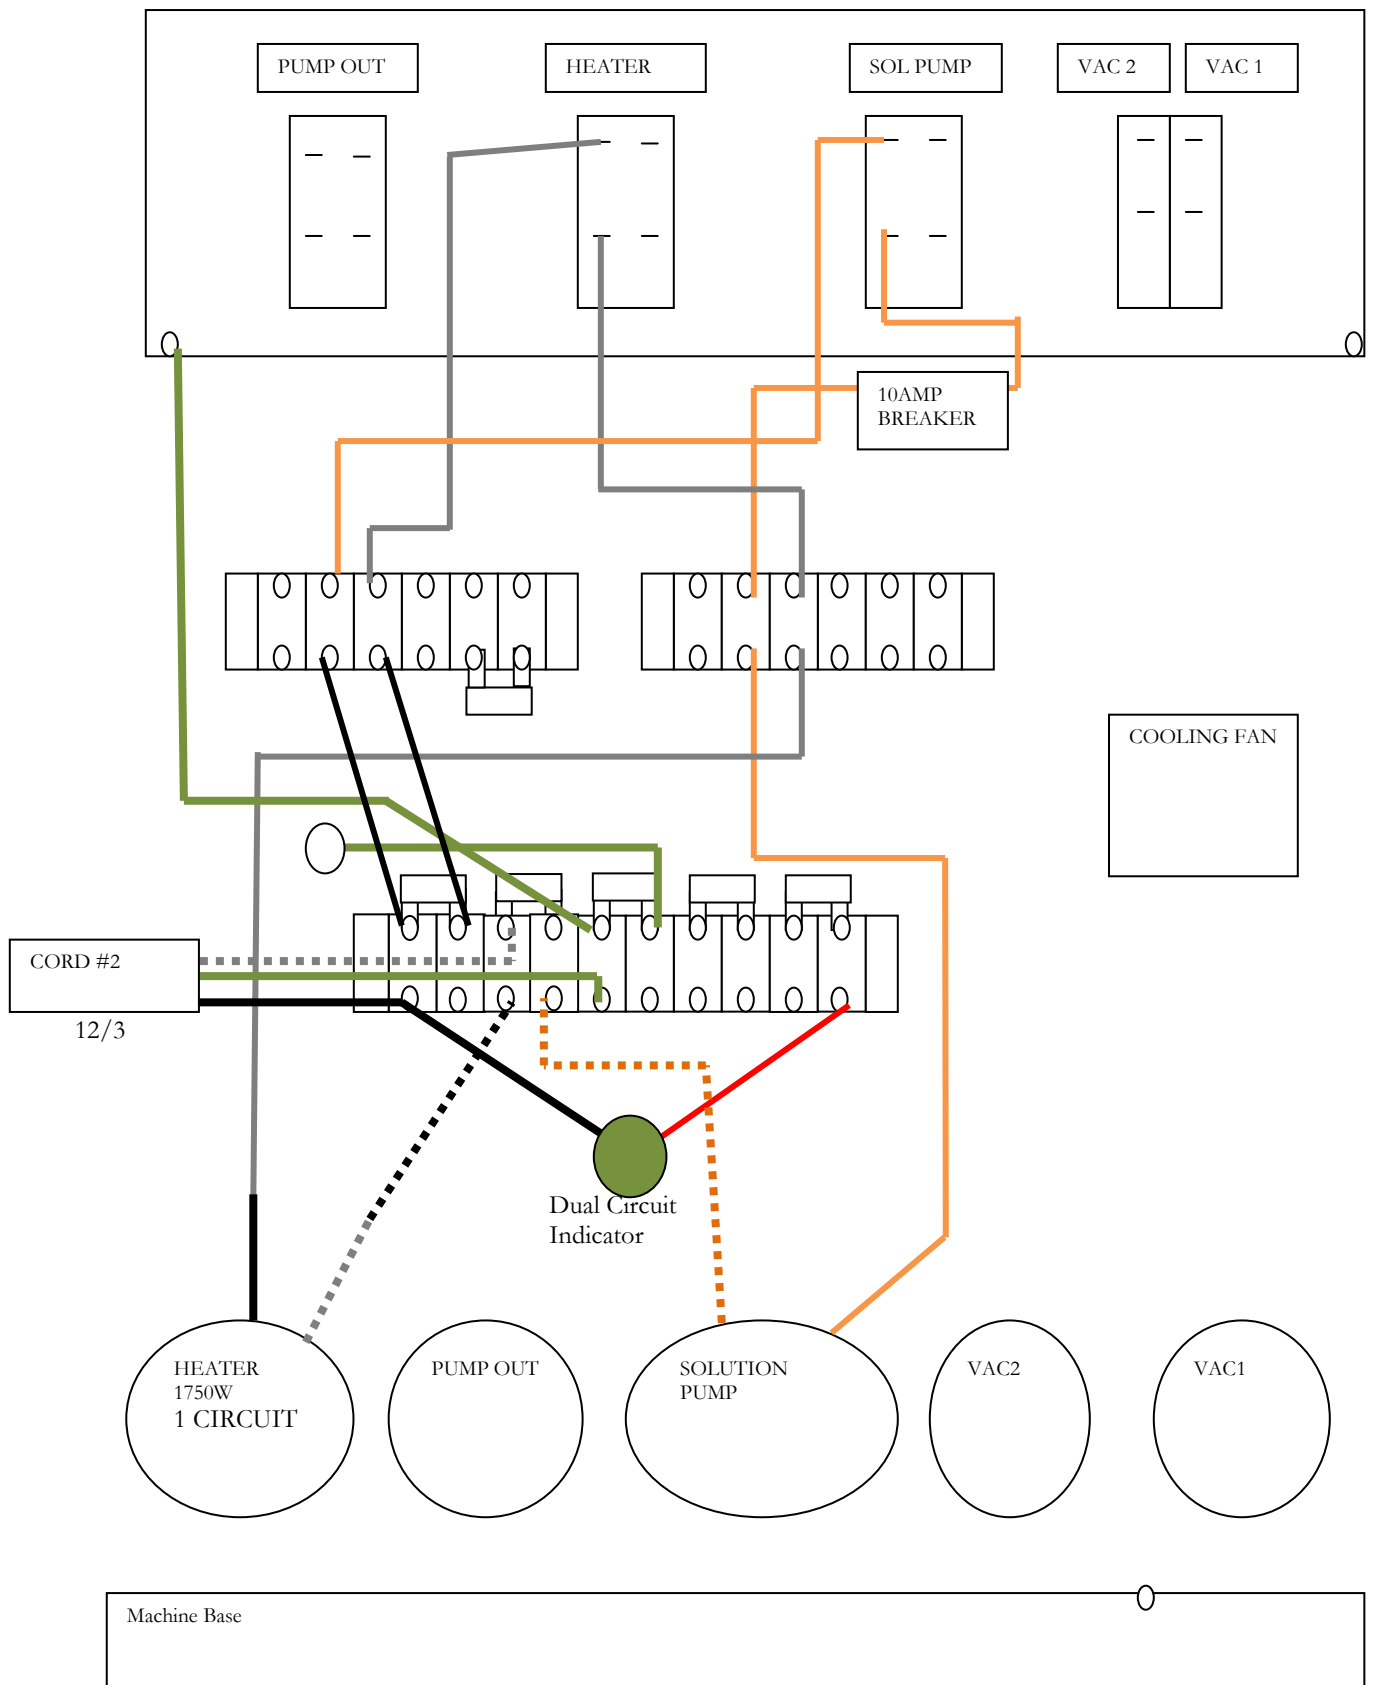 PUMP OUT
HEATER
SOL PUMP
VAC 2
VAC 1
10AMP
BREAKER
COOLING FAN
CORD #2
12/3
Dual Circuit
Indicator
HEATER
1750W
1 CIRCUIT
PUMP OUT
SOLUTION
PUMP
VAC2
VAC1
Machine Base